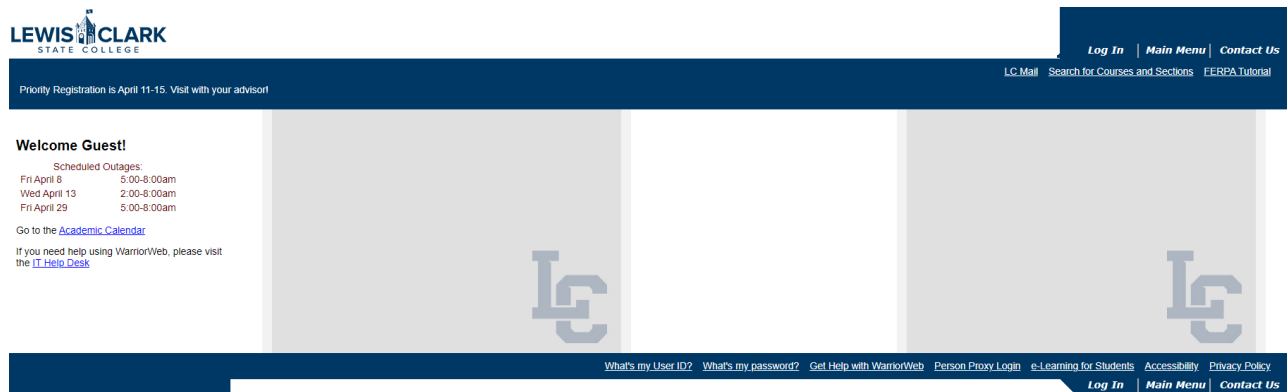 LEWIS CLARK
STATE COLLEGE
Log In | Main Menu | Contact Us
LC Mail Search for Courses and Sections FERPA Tutorial
Priority Registration is April 11-15. Visit with your advisor!
Welcome Guest!
Scheduled Outages:
Fri April 8 5:00-8:00am
Wed April 13 2:00-8:00am
Fri April 29 5:00-8:00am
Go to the Academic Calendar
If you need help using WarriorWeb, please visit
the IT Help Desk
LC
LC
What's my User ID? What's my password? Get Help with WarriorWeb Person Proxy Login e-Learning for Students Accessibility Privacy Policy
Log In | Main Menu | Contact Us